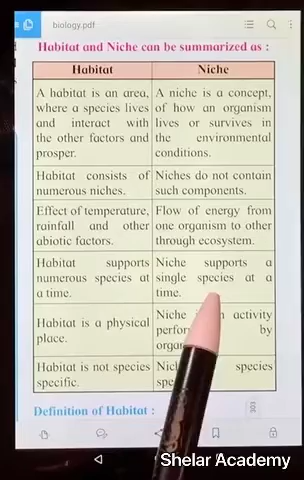 biology.pdf
Habitat and Niche can be summarized as :
Habitat
Niche
A habitat is an area,
where a species lives
and interact with
the other factors and
prosper.
A niche is a concept,
of how an organism
lives or survives in
the environmental
conditions.
Habitat consists of
numerous niches.
Niches do not contain
such components.
Effect of temperature,
rainfall and other
abiotic factors.
Flow of energy from
one organism to other
through ecosystem.
Habitat supports
numerous species at
a time.
Niche supports a
single species at a
time.
Habitat is a physical
place.
Niche activity
by
Habitat is not species
specific.
species
Definition of Habitat :
Shelar Academy